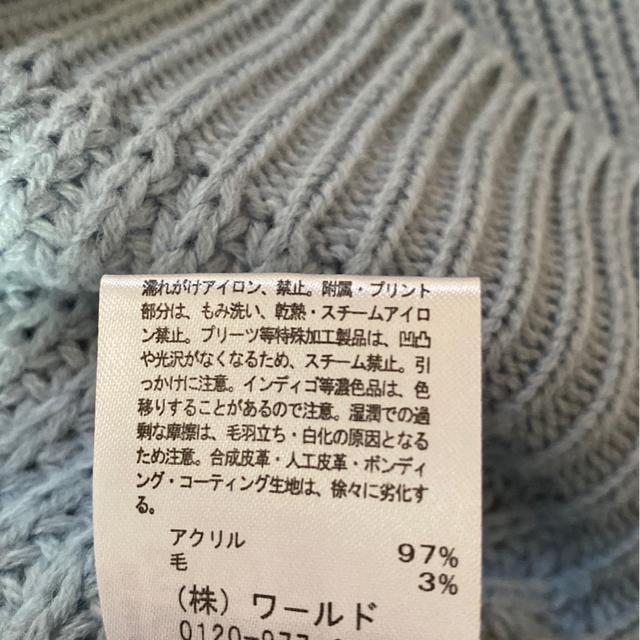 濡れがけアイロン、禁止。附属・プリント
部分は、もみ洗い、乾熱・スチームアイロ
ン禁止。プリーツ等特殊加工製品は、凹凸
や光沢がなくなるため、スチーム禁止。引
っかけに注意。インディゴ等濃色品は、色
移りすることがあるので注意。湿潤での過
剰な摩擦は、毛羽立ち・白化の原因となる
ため注意。合成皮革・人工皮革・ボンディ
ング・コーティング生地は、徐々に劣化す
る。
アクリル 97%
毛 3%
(株) ワールド
0120-977-